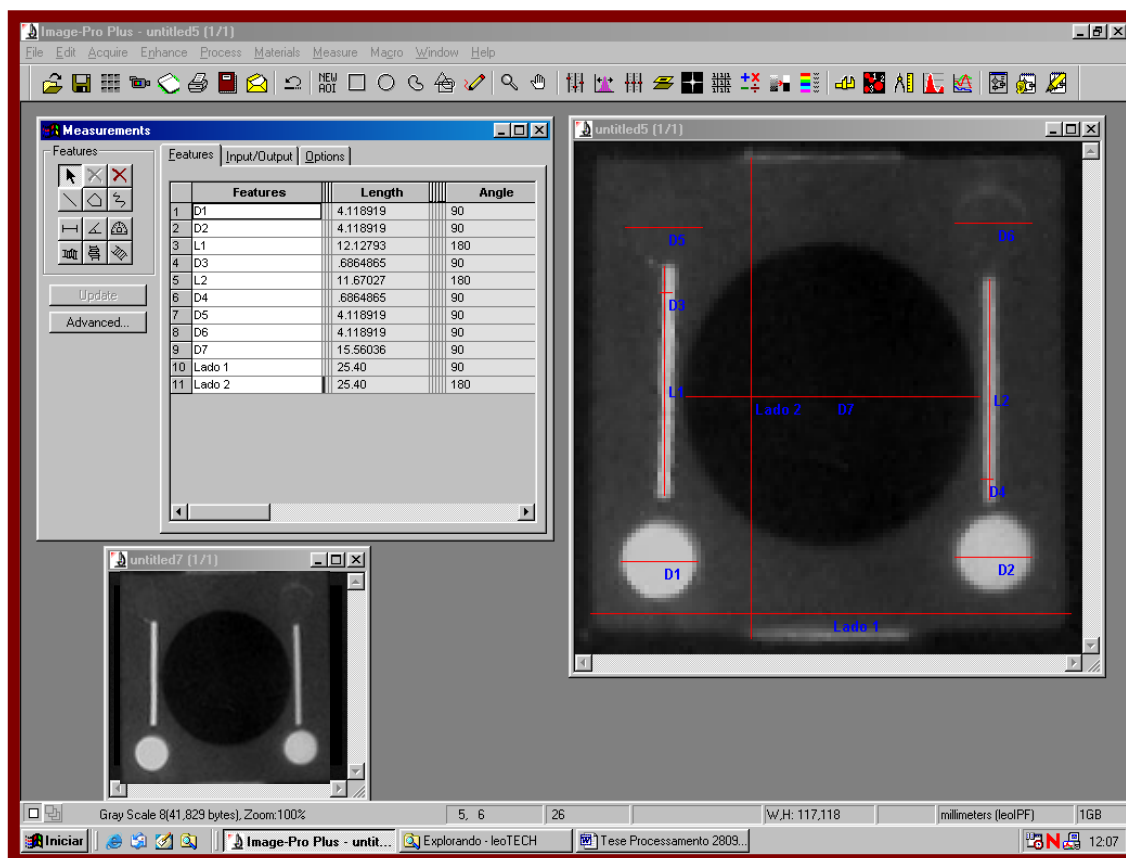 Image-Pro Plus - untitled5 (1/1)
File Edit Acquire Enhance Process Materials Measure Macro Window Help
NEW AOI
Measurements
Features
Features Input/Output Options
Features Length Angle
1 D1 4.118919 90
2 D2 4.118919 90
3 L1 12.12793 180
4 D3 .6864865 90
5 L2 11.67027 180
6 D4 .6864865 90
7 D5 4.118919 90
8 D6 4.118919 90
9 D7 15.56036 90
10 Lado 1 25.40 90
11 Lado 2 25.40 180
Update
Advanced...
untitled5 (1/1)
D5 D6
D3
L1 L2
Lado 2 D7
D4
D1 D2
Lado 1
untitled7 (1/1)
Gray Scale 8(41,829 bytes), Zoom:100% 5, 6 26 W,H: 117,118 millimeters (leoIPF) 1GB
Iniciar Image-Pro Plus - untit... Explorando - leoTECH Tese Processamento 2809... N 12:07